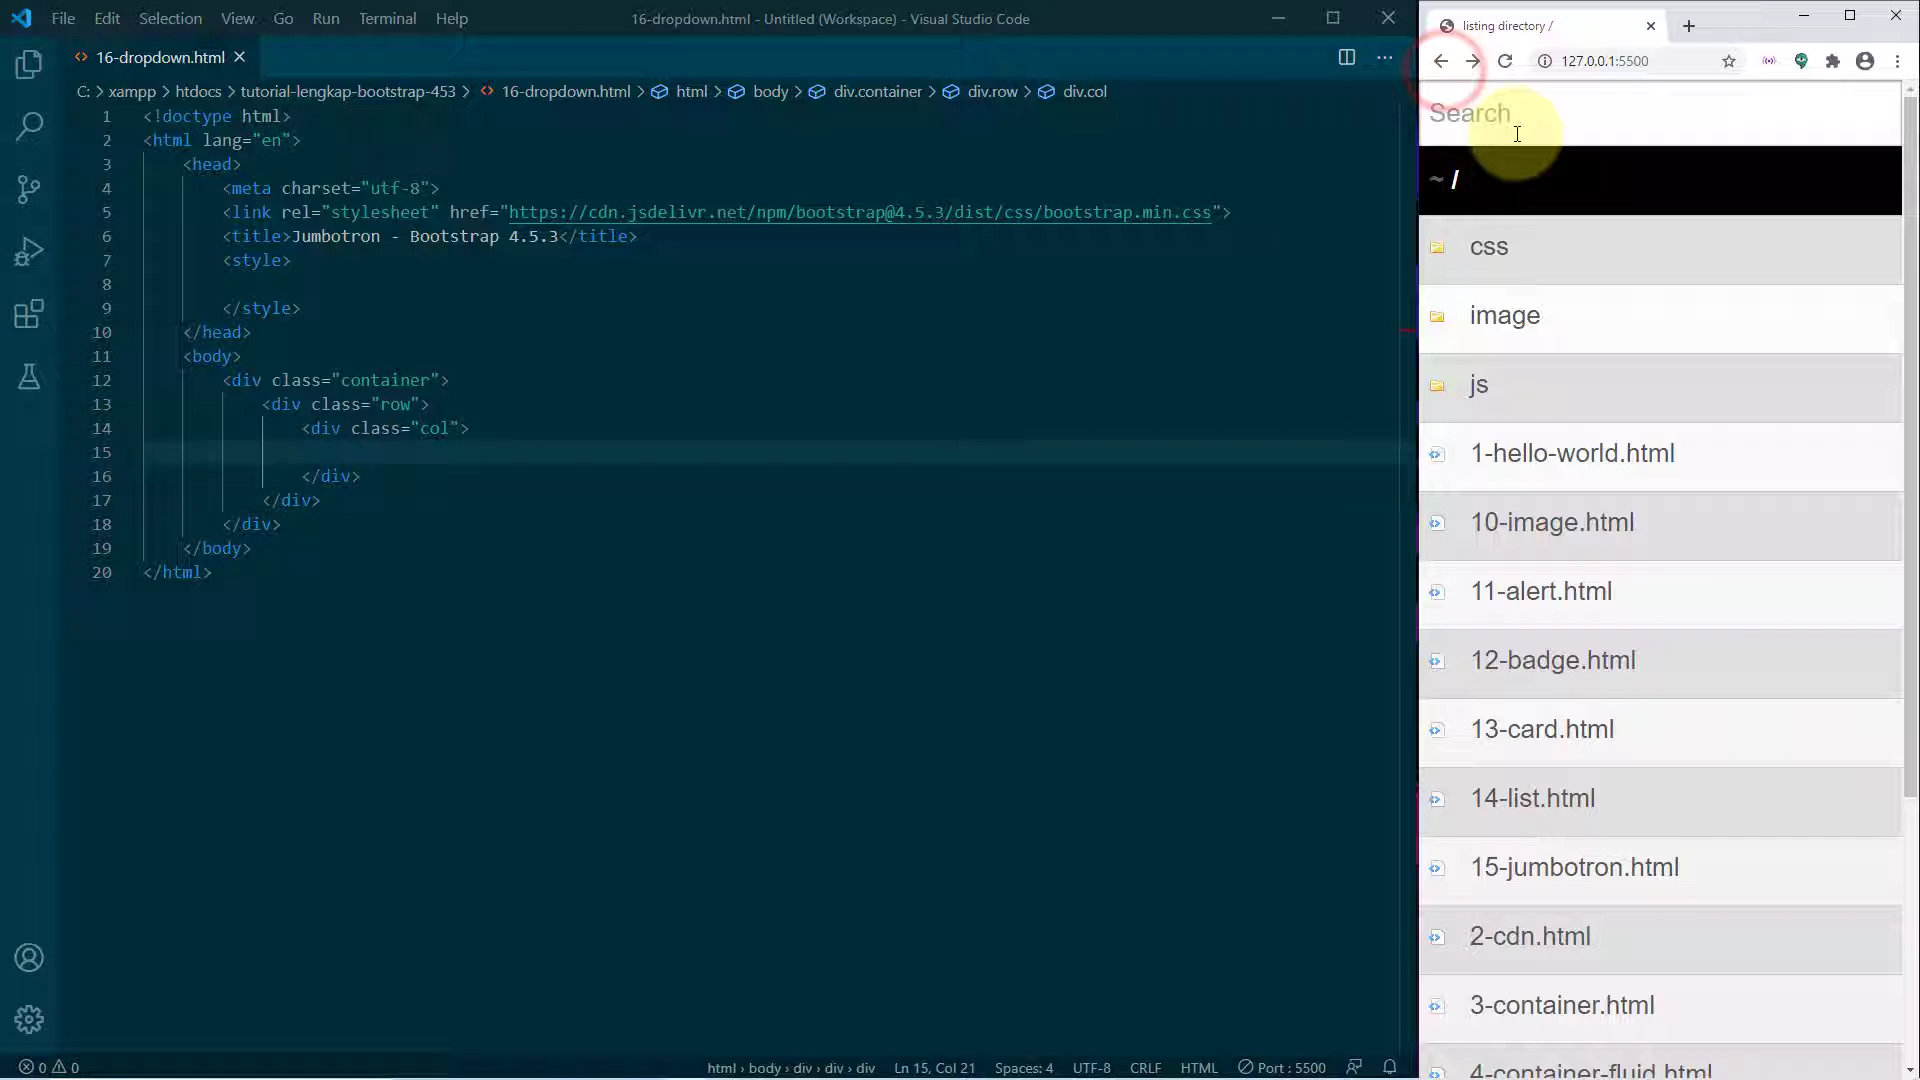 File Edit Selection View Go Run Terminal Help
16-dropdown.html - Untitled (Workspace) - Visual Studio Code
16-dropdown.html
C: > xampp > htdocs > tutorial-lengkap-bootstrap-453 > 16-dropdown.html > html > body > div.container > div.row > div.col
1 <!doctype html>
2 <html lang="en">
3 <head>
4 <meta charset="utf-8">
5 <link rel="stylesheet" href="https://cdn.jsdelivr.net/npm/bootstrap@4.5.3/dist/css/bootstrap.min.css">
6 <title>Jumbotron - Bootstrap 4.5.3</title>
7 <style>
8
9 </style>
10 </head>
11 <body>
12 <div class="container">
13 <div class="row">
14 <div class="col">
15
16 </div>
17 </div>
18 </div>
19 </body>
20 </html>
0 0
html > body > div > div > div Ln 15, Col 21 Spaces: 4 UTF-8 CRLF HTML Port : 5500
listing directory /
127.0.0.1:5500
Search
~ /
css
image
js
1-hello-world.html
10-image.html
11-alert.html
12-badge.html
13-card.html
14-list.html
15-jumbotron.html
2-cdn.html
3-container.html
4-container-fluid.html